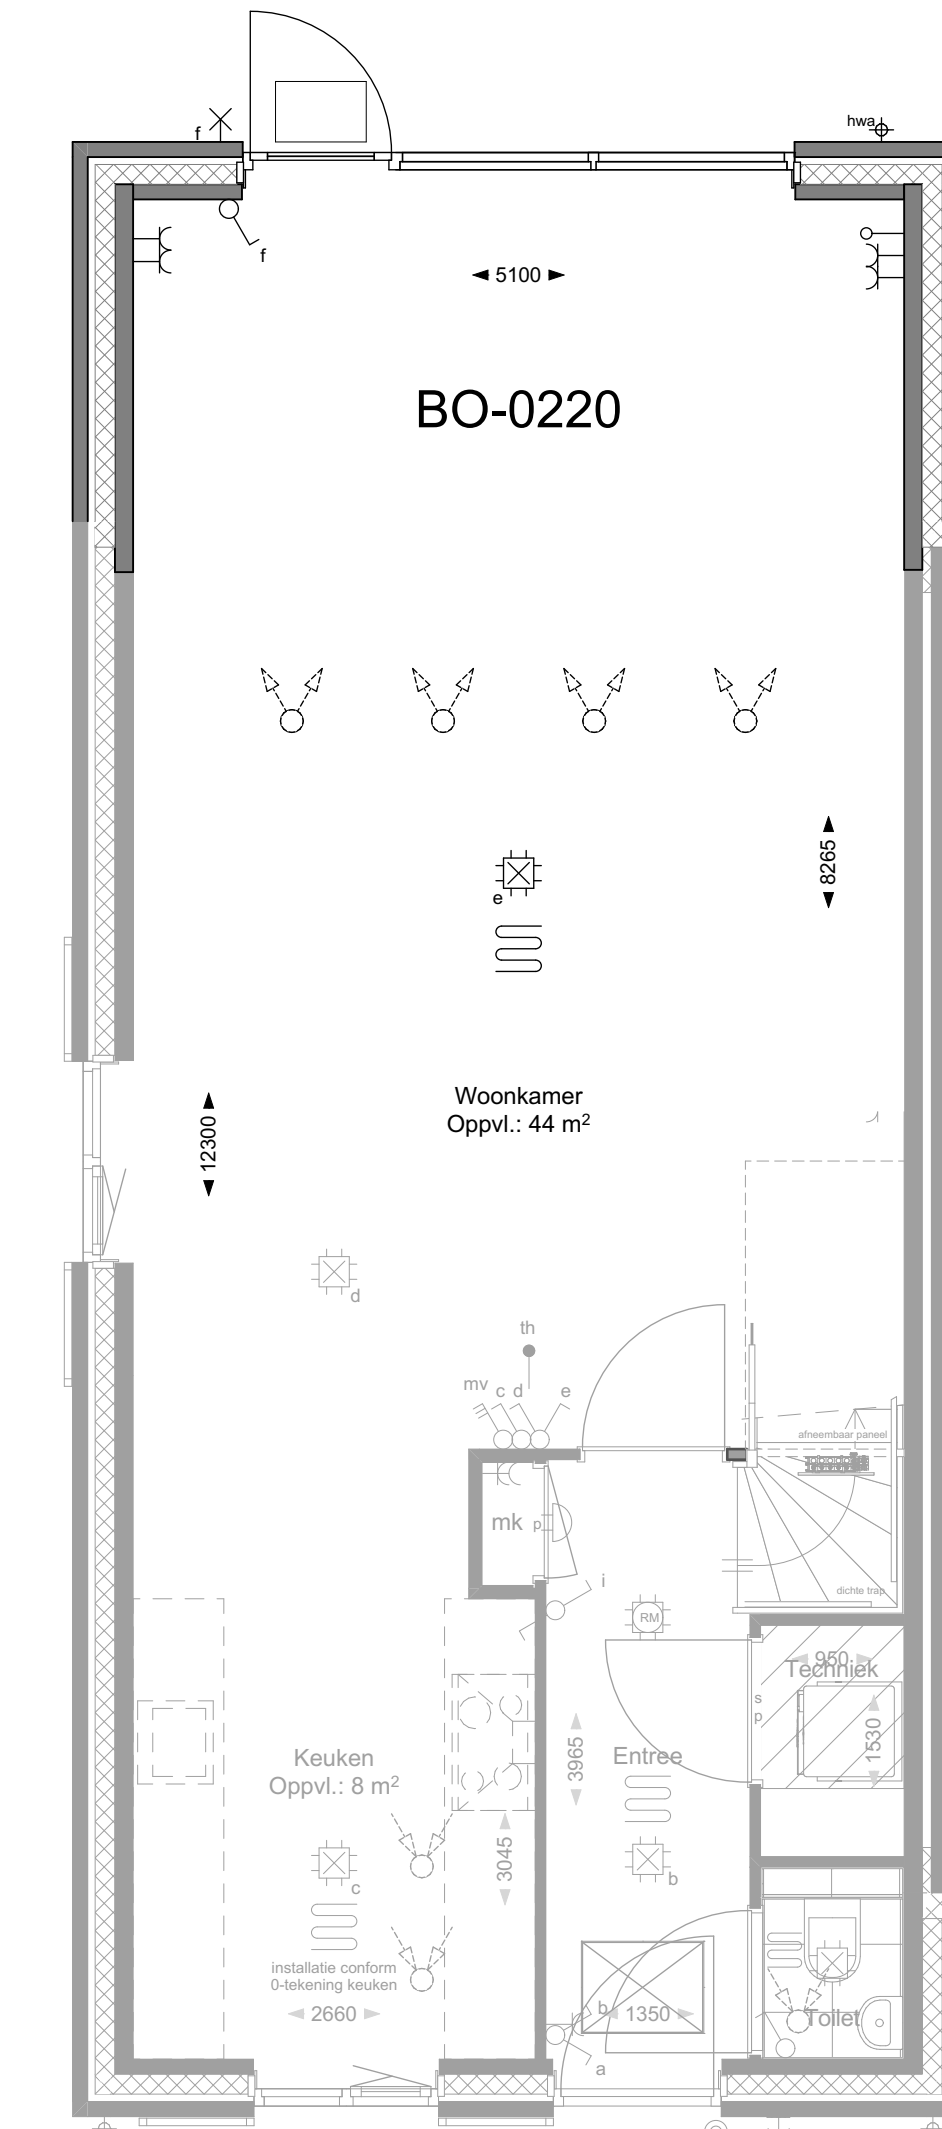 hwa
f
f
5100
BO-0220
8265
e
Woonkamer
Oppvl.: 44 m²
12300
d
th
mv c d e
afneembaar paneel
mk p
i
dichte trap
RM
950
Techniek
s
p
1530
Keuken
Oppvl.: 8 m²
3965
Entree
3045
c
b
installatie conform
0-tekening keuken
2660
b
1350
Toilet
a